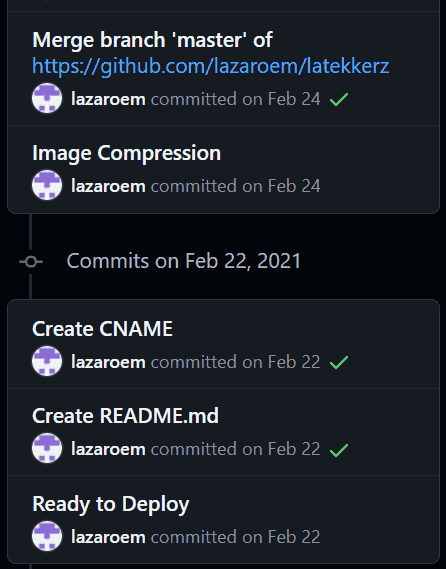 Merge branch 'master' of
https://github.com/lazaroem/latekkerz
lazaroem committed on Feb 24
Image Compression
lazaroem committed on Feb 24
Commits on Feb 22, 2021
Create CNAME
lazaroem committed on Feb 22
Create README.md
lazaroem committed on Feb 22
Ready to Deploy
lazaroem committed on Feb 22